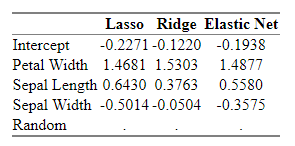 Lasso Ridge Elastic Net
Intercept -0.2271 -0.1220 -0.1938
Petal Width 1.4681 1.5303 1.4877
Sepal Length 0.6430 0.3763 0.5580
Sepal Width -0.5014 -0.0504 -0.3575
Random . . .